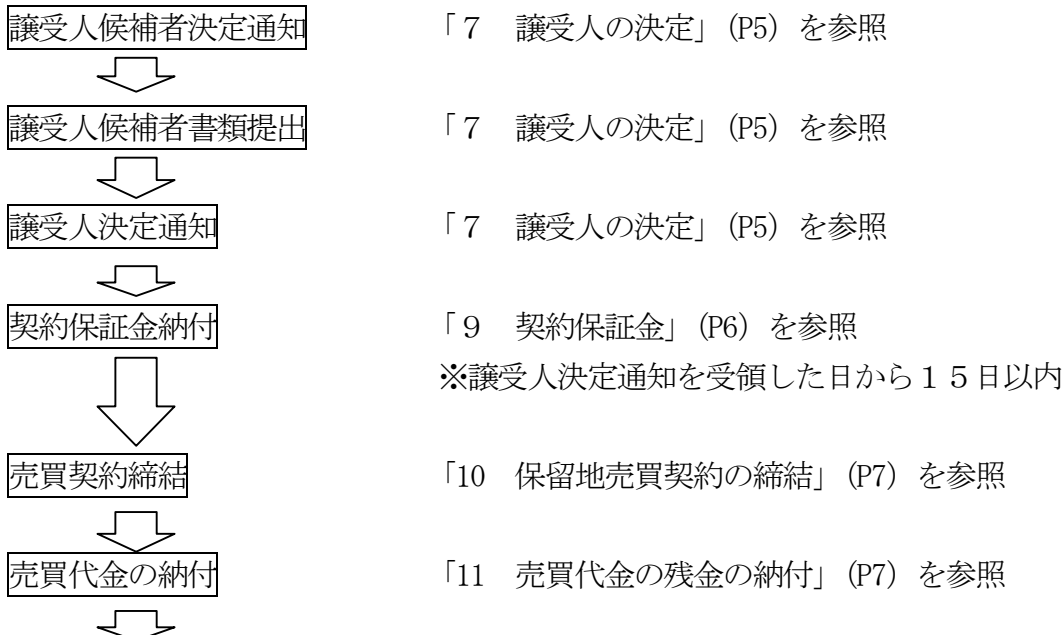 譲受人候補者決定通知 「７　譲受人の決定」(P5) を参照
譲受人候補者書類提出 「７　譲受人の決定」(P5) を参照
譲受人決定通知 「７　譲受人の決定」(P5) を参照
契約保証金納付 「９　契約保証金」(P6) を参照
※譲受人決定通知を受領した日から１５日以内
売買契約締結 「10　保留地売買契約の締結」(P7) を参照
売買代金の納付 「11　売買代金の残金の納付」(P7) を参照